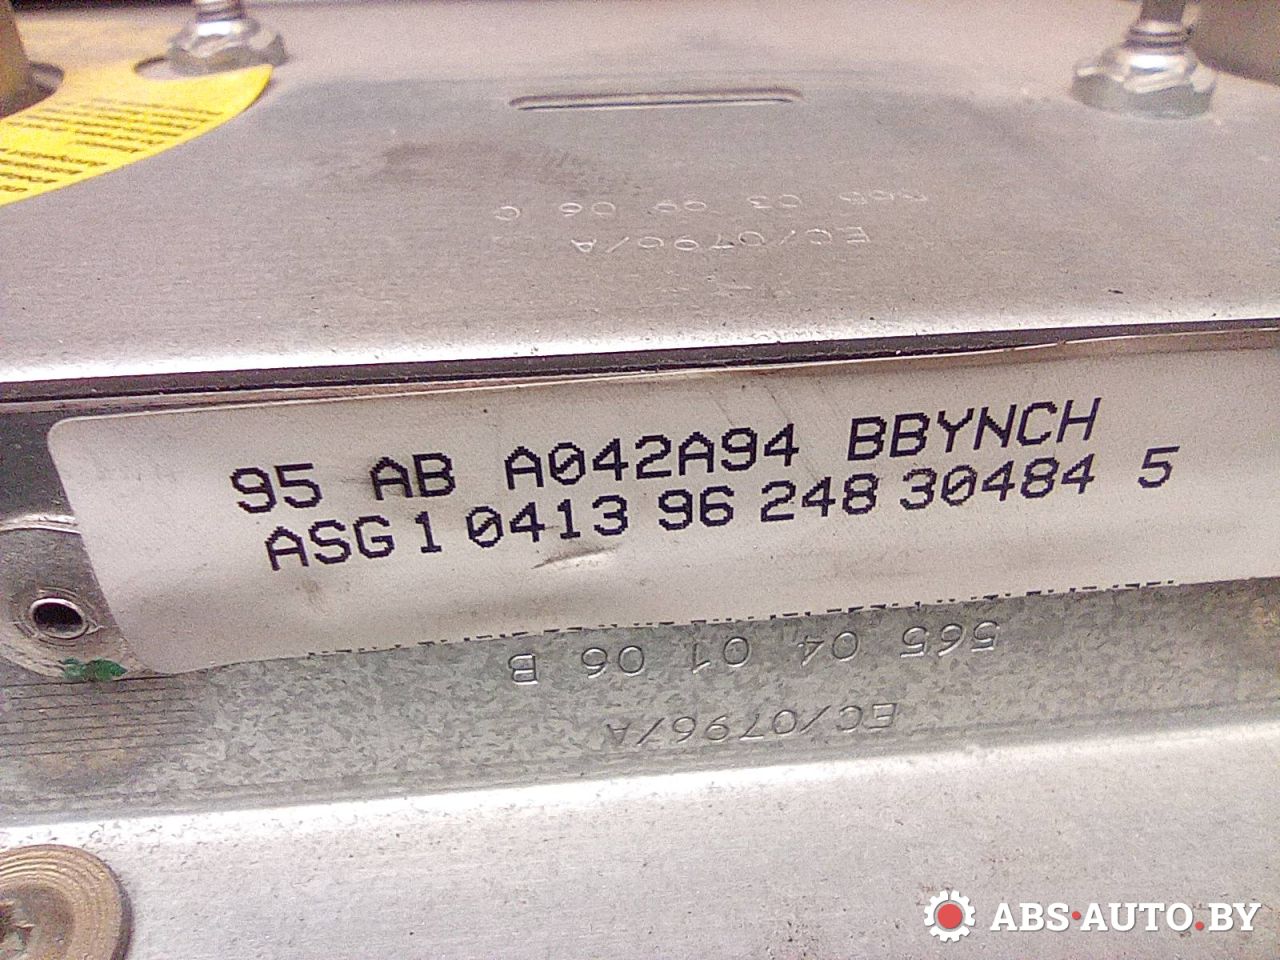 EC/0790/A
95 AB A042A94 BBYNCH
ASG 1 0413 96 248 30484 5
565 04 01 06 B
EC/0796/A
ABS·AUTO.BY